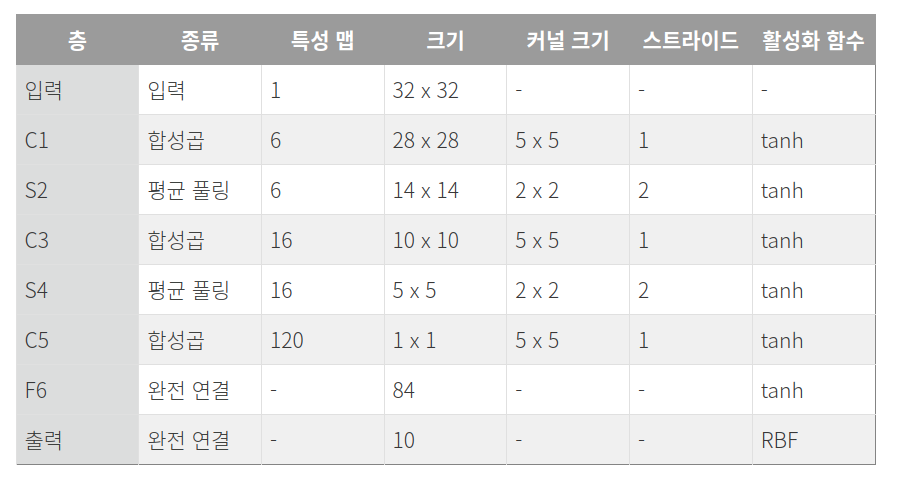 층 종류 특성 맵 크기 커널 크기 스트라이드 활성화 함수
입력 입력 1 32 x 32 - - -
C1 합성곱 6 28 x 28 5 x 5 1 tanh
S2 평균 풀링 6 14 x 14 2 x 2 2 tanh
C3 합성곱 16 10 x 10 5 x 5 1 tanh
S4 평균 풀링 16 5 x 5 2 x 2 2 tanh
C5 합성곱 120 1 x 1 5 x 5 1 tanh
F6 완전 연결 - 84 - - tanh
출력 완전 연결 - 10 - - RBF